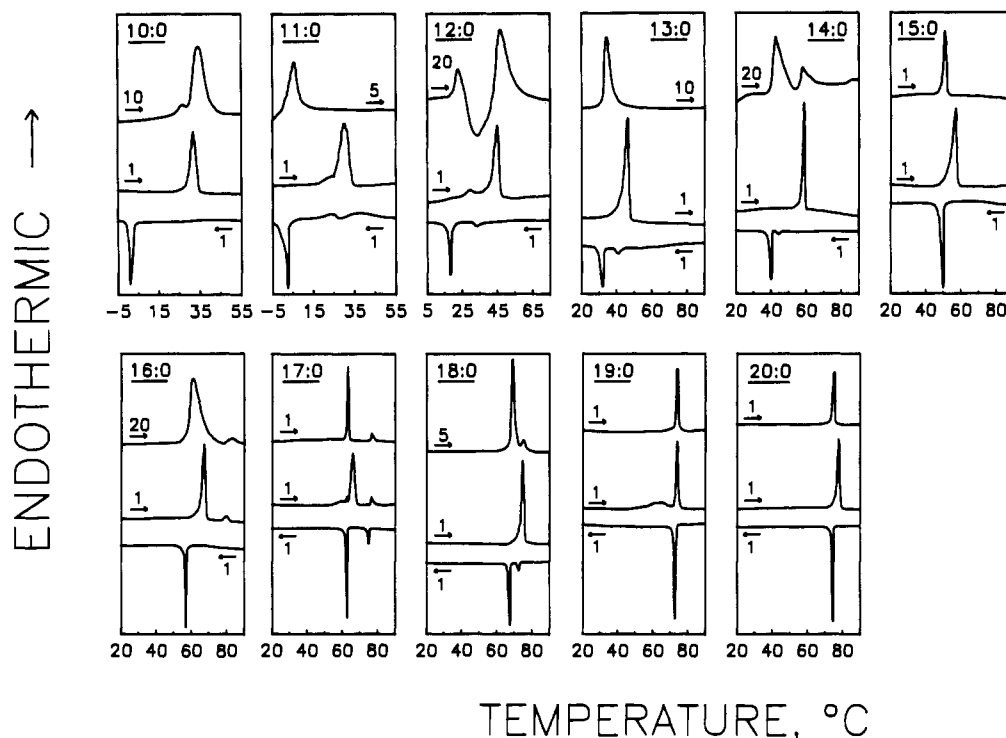 ENDOTHERMIC →
10:0 11:0 12:0 13:0 14:0 15:0
10 → 5 → 20 → 10 → 20 → 1 →
1 → 1 → 1 → 1 → 1 → 1 →
← 1 ← 1 ← 1 ← 1 ← 1 ← 1
-5 15 35 55 -5 15 35 55 5 25 45 65 20 40 60 80 20 40 60 80 20 40 60 80
16:0 17:0 18:0 19:0 20:0
20 → 1 → 5 → 1 → 1 →
1 → 1 → 1 → 1 → 1 →
← 1 ← 1 ← 1 ← 1 ← 1
20 40 60 80 20 40 60 80 20 40 60 80 20 40 60 80 20 40 60 80
TEMPERATURE, °C